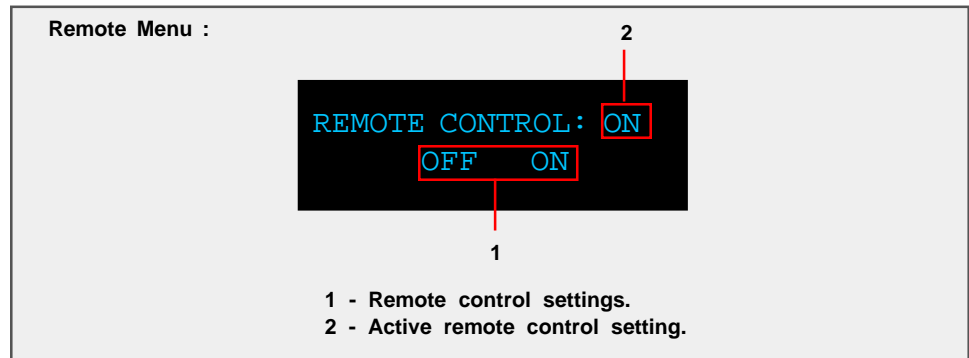 Remote Menu :
2
REMOTE CONTROL: ON
OFF ON
1
1 - Remote control settings.
2 - Active remote control setting.